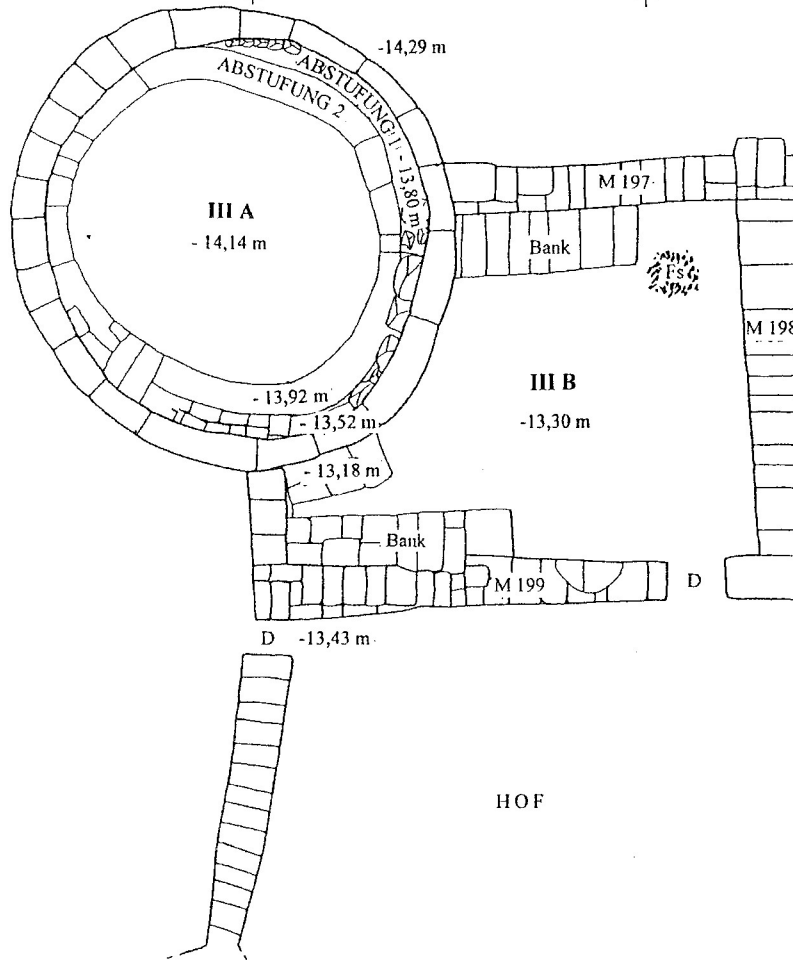 -14,29 m
ABSTUFUNG 1 - 13,80 m
ABSTUFUNG 2
III A
- 14,14 m
M 197
Bank
Fs
M 198
III B
-13,30 m
- 13,92 m
- 13,52 m
- 13,18 m
Bank
M 199
D
D -13,43 m
HOF